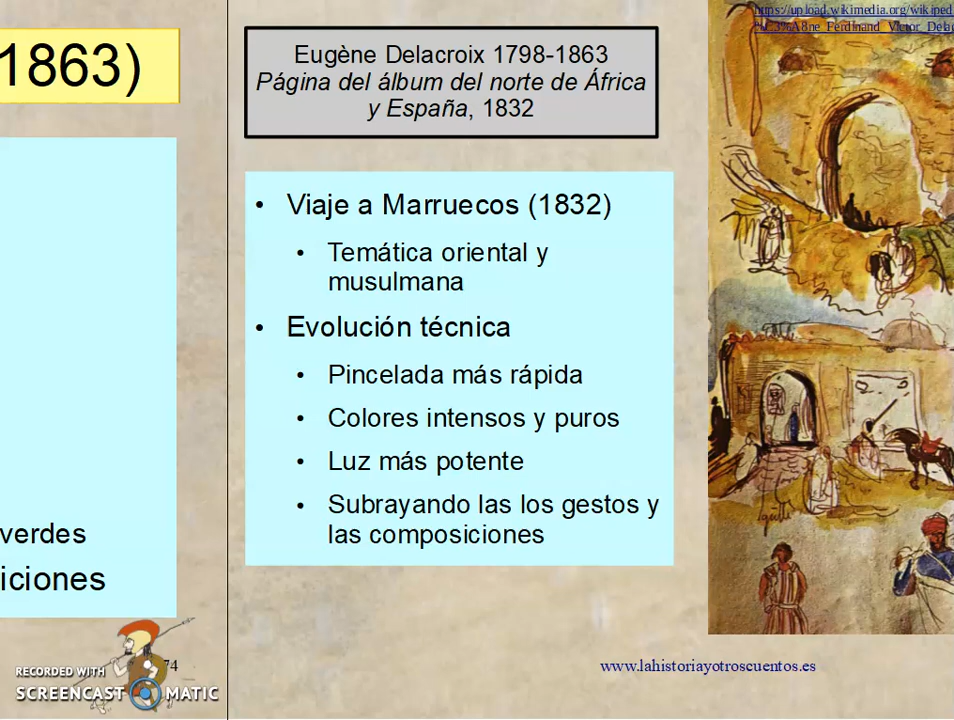 1863)
verdes
iciones
74
RECORDED WITH
SCREENCAST MATIC
Eugène Delacroix 1798-1863
Página del álbum del norte de África
y España, 1832
• Viaje a Marruecos (1832)
• Temática oriental y
musulmana
• Evolución técnica
• Pincelada más rápida
• Colores intensos y puros
• Luz más potente
• Subrayando las los gestos y
las composiciones
www.lahistoriayotroscuentos.es
https://upload.wikimedia.org/wikiped
%C3%A8ne_Ferdinand_Victor_Delac